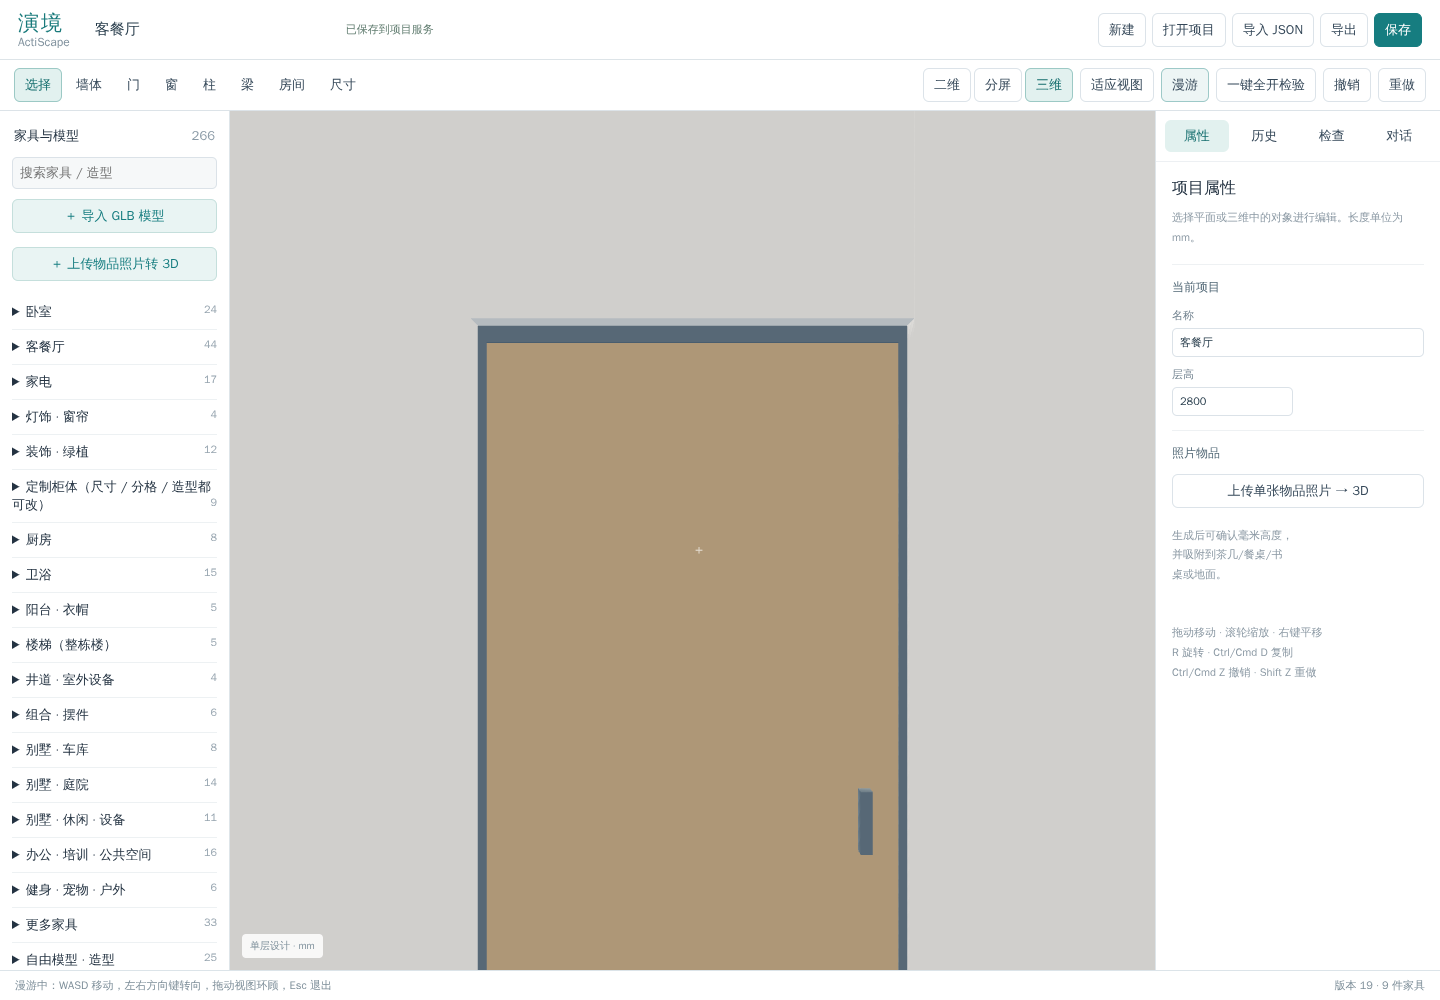 演境
ActiScape
客餐厅
已保存到项目服务
新建
打开项目
导入 JSON
导出
保存
选择
墙体
门
窗
柱
梁
房间
尺寸
二维
分屏
三维
适应视图
漫游
一键全开检验
撤销
重做
家具与模型
266
搜索家具 / 造型
+ 导入 GLB 模型
+ 上传物品照片转 3D
▶ 卧室 24
▶ 客餐厅 44
▶ 家电 17
▶ 灯饰 · 窗帘 4
▶ 装饰 · 绿植 12
▶ 定制柜体（尺寸 / 分格 / 造型都
可改） 9
▶ 厨房 8
▶ 卫浴 15
▶ 阳台 · 衣帽 5
▶ 楼梯（整栋楼） 5
▶ 井道 · 室外设备 4
▶ 组合 · 摆件 6
▶ 别墅 · 车库 8
▶ 别墅 · 庭院 14
▶ 别墅 · 休闲 · 设备 11
▶ 办公 · 培训 · 公共空间 16
▶ 健身 · 宠物 · 户外 6
▶ 更多家具 33
▶ 自由模型 · 造型 25
单层设计 · mm
属性
历史
检查
对话
项目属性
选择平面或三维中的对象进行编辑。长度单位为
mm。
当前项目
名称
客餐厅
层高
2800
照片物品
上传单张物品照片 → 3D
生成后可确认毫米高度，
并吸附到茶几/餐桌/书
桌或地面。
拖动移动 · 滚轮缩放 · 右键平移
R 旋转 · Ctrl/Cmd D 复制
Ctrl/Cmd Z 撤销 · Shift Z 重做
漫游中：WASD 移动，左右方向键转向，拖动视图环顾，Esc 退出
版本 19 · 9 件家具